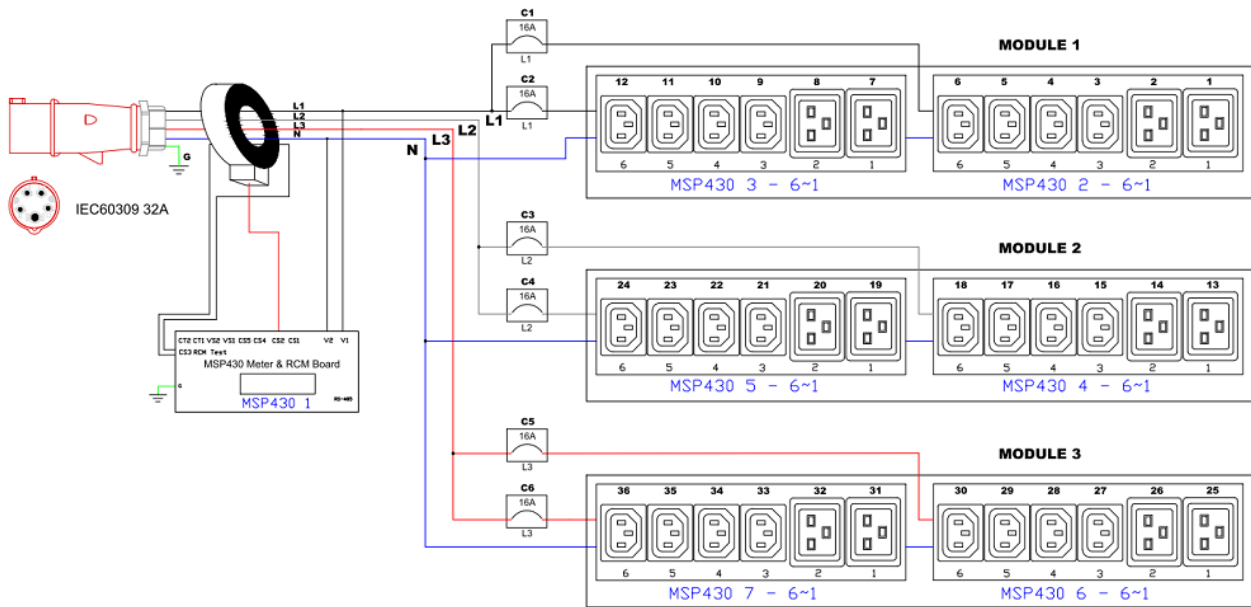 C1
16A
L1
C2
16A
L1
MODULE 1
12 11 10 9 8 7
6 5 4 3 2 1
6 5 4 3 2 1
6 5 4 3 2 1
MSP430 3 - 6~1
MSP430 2 - 6~1
L1
L2
L3
N
L1
L2
L3
N
D
G
IEC60309 32A
C3
16A
L2
C4
16A
L2
MODULE 2
24 23 22 21 20 19
18 17 16 15 14 13
6 5 4 3 2 1
6 5 4 3 2 1
MSP430 5 - 6~1
MSP430 4 - 6~1
CT2 CT1 VS2 VS1 CS5 CS4 CS2 CS1 V2 V1
CS3 RCM Test
MSP430 Meter & RCM Board
G
MSP430 1
RS-485
C5
16A
L3
C6
16A
L3
MODULE 3
36 35 34 33 32 31
30 29 28 27 26 25
6 5 4 3 2 1
6 5 4 3 2 1
MSP430 7 - 6~1
MSP430 6 - 6~1